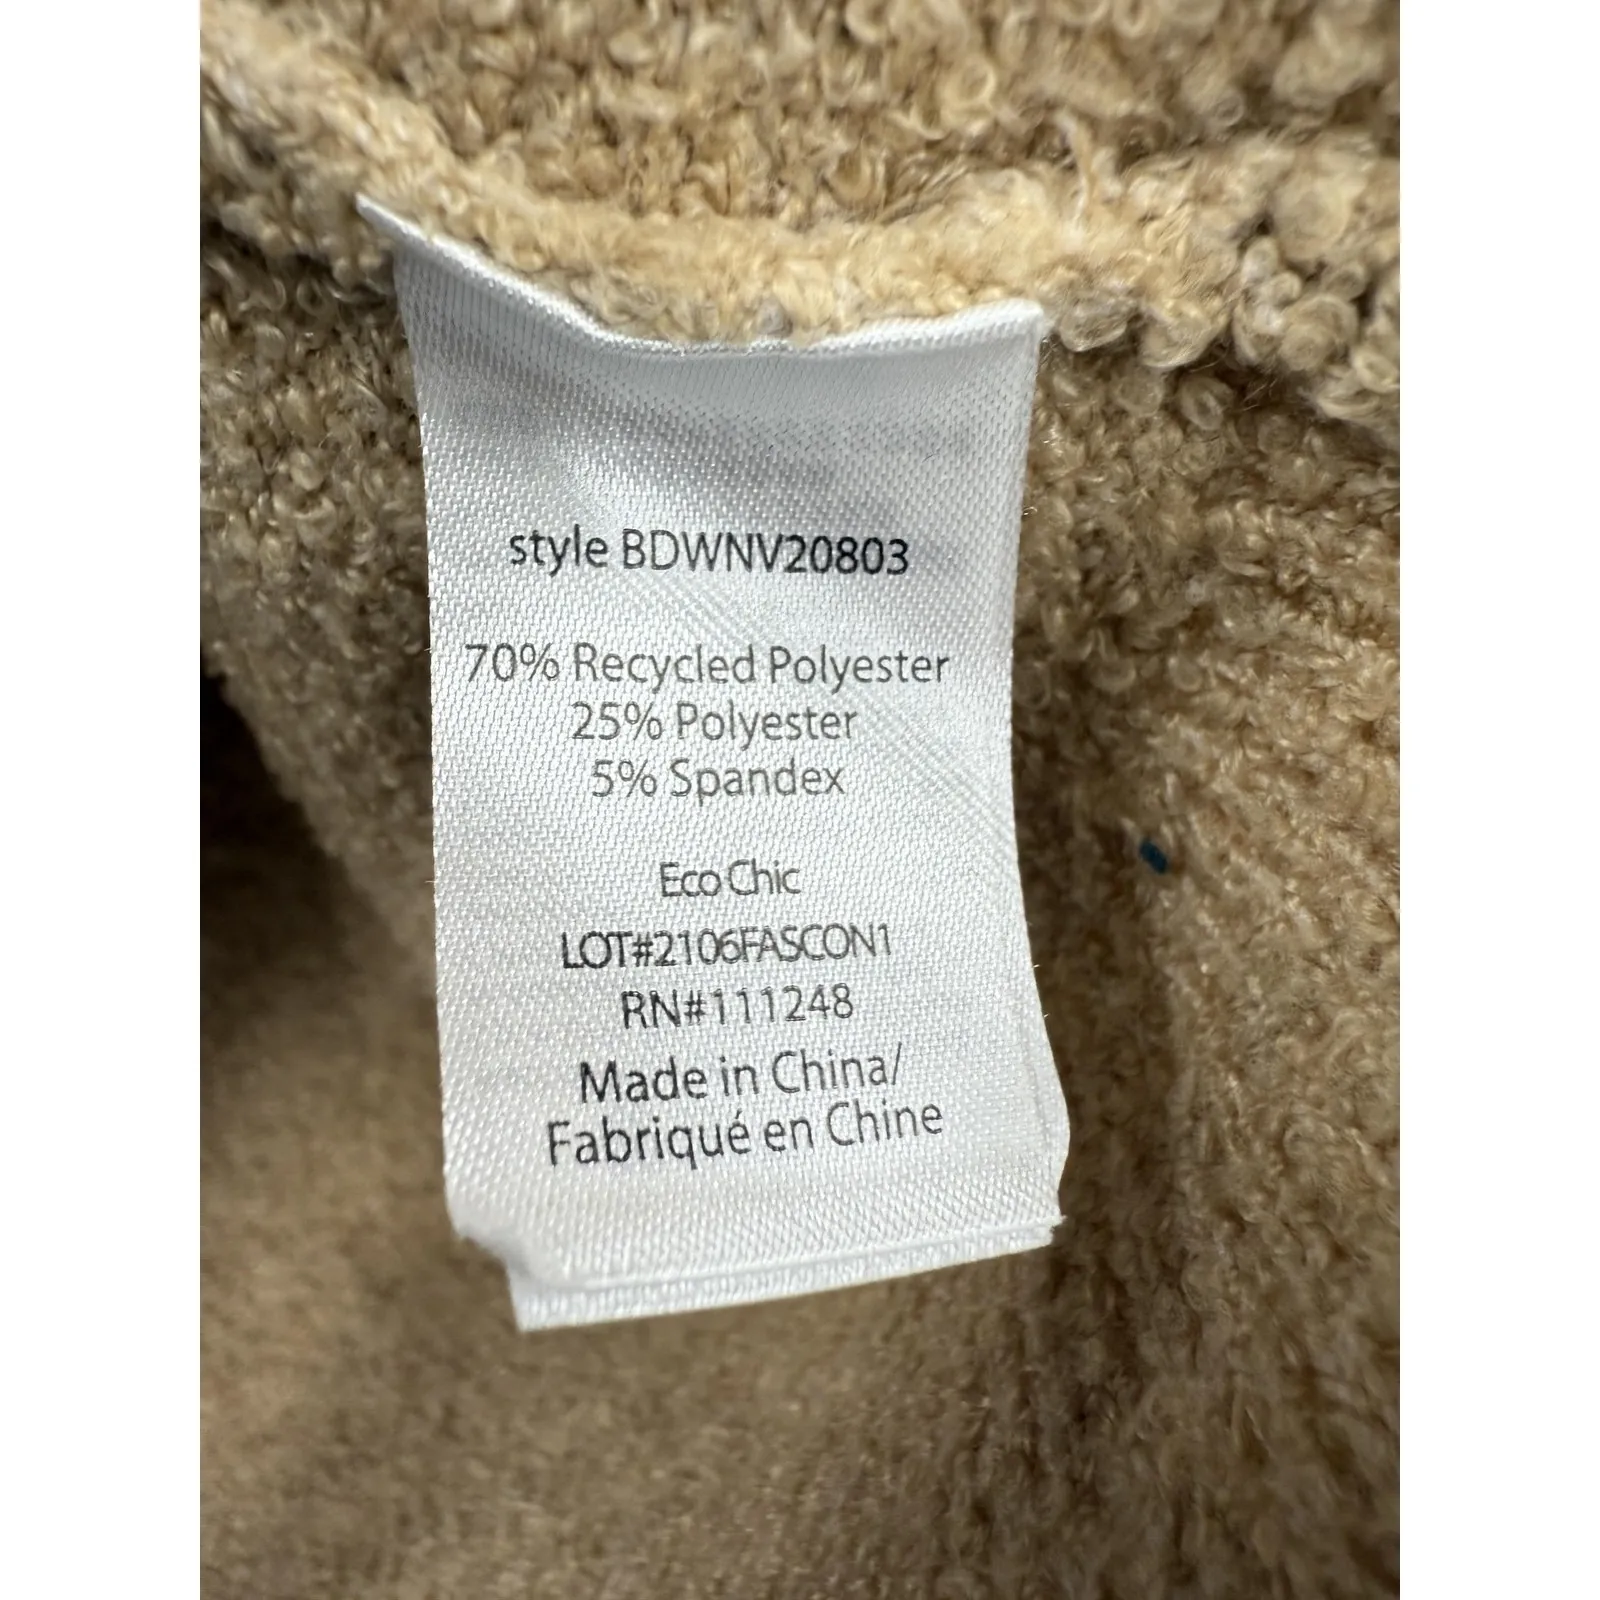 style BDWNV20803
70% Recycled Polyester
25% Polyester
5% Spandex
Eco Chic
LOT#2106FASCON1
RN#111248
Made in China/
Fabriqué en Chine